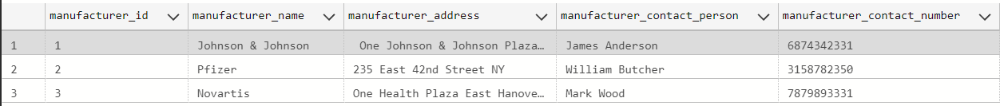 manufacturer_id manufacturer_name manufacturer_address manufacturer_contact_person manufacturer_contact_number
1 1 Johnson & Johnson One Johnson & Johnson Plaza… James Anderson 6874342331
2 2 Pfizer 235 East 42nd Street NY William Butcher 3158782350
3 3 Novartis One Health Plaza East Hanove… Mark Wood 7879893331